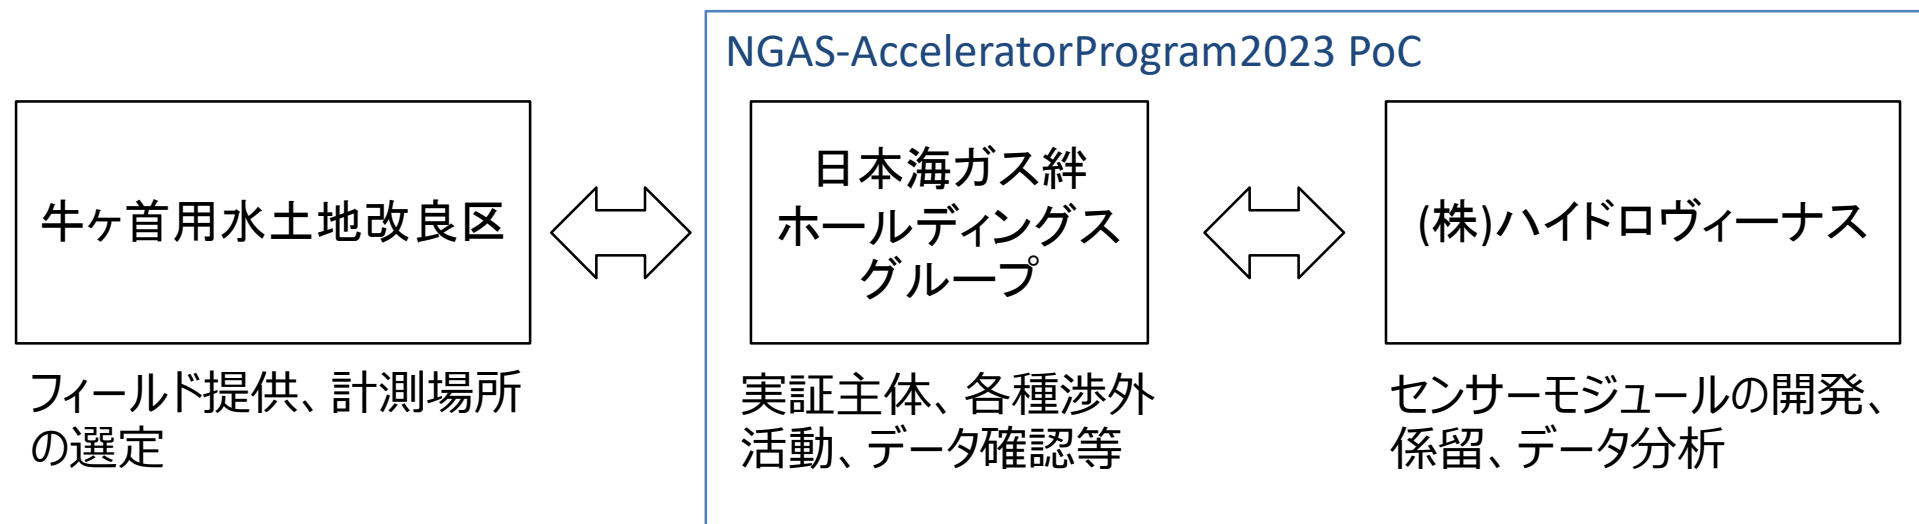 NGAS-AcceleratorProgram2023 PoC
牛ヶ首用水土地改良区
日本海ガス絆
ホールディングス
グループ
(株)ハイドロヴィーナス
フィールド提供、計測場所
の選定
実証主体、各種渉外
活動、データ確認等
センサーモジュールの開発、
係留、データ分析